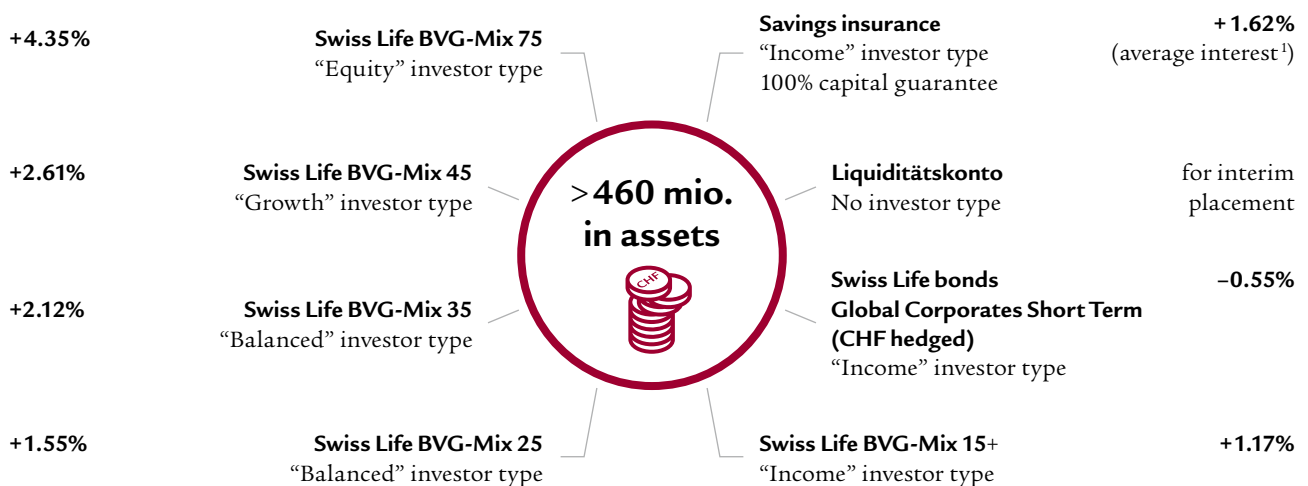 +4.35%
Swiss Life BVG-Mix 75
“Equity” investor type
Savings insurance
“Income” investor type
100% capital guarantee
+1.62%
(average interest¹)
+2.61%
Swiss Life BVG-Mix 45
“Growth” investor type
>460 mio.
in assets
CHF
Liquiditätskonto
No investor type
for interim
placement
+2.12%
Swiss Life BVG-Mix 35
“Balanced” investor type
Swiss Life bonds
Global Corporates Short Term
(CHF hedged)
“Income” investor type
–0.55%
+1.55%
Swiss Life BVG-Mix 25
“Balanced” investor type
Swiss Life BVG-Mix 15+
“Income” investor type
+1.17%